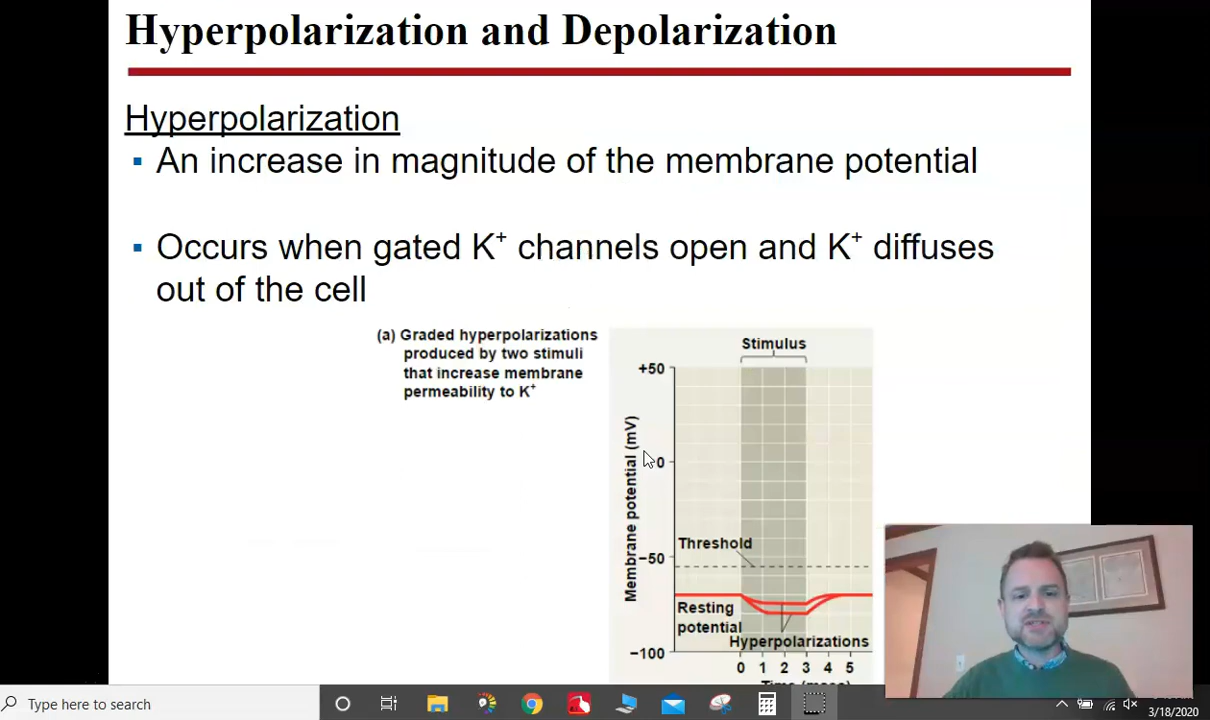 Hyperpolarization and Depolarization
Hyperpolarization
▪ An increase in magnitude of the membrane potential
▪ Occurs when gated K⁺ channels open and K⁺ diffuses
out of the cell
(a) Graded hyperpolarizations
produced by two stimuli
that increase membrane
permeability to K⁺
Stimulus
+50
0
Membrane potential (mV)
Threshold
−50
Resting
potential
Hyperpolarizations
−100
0 1 2 3 4 5
Type here to search
3/18/2020